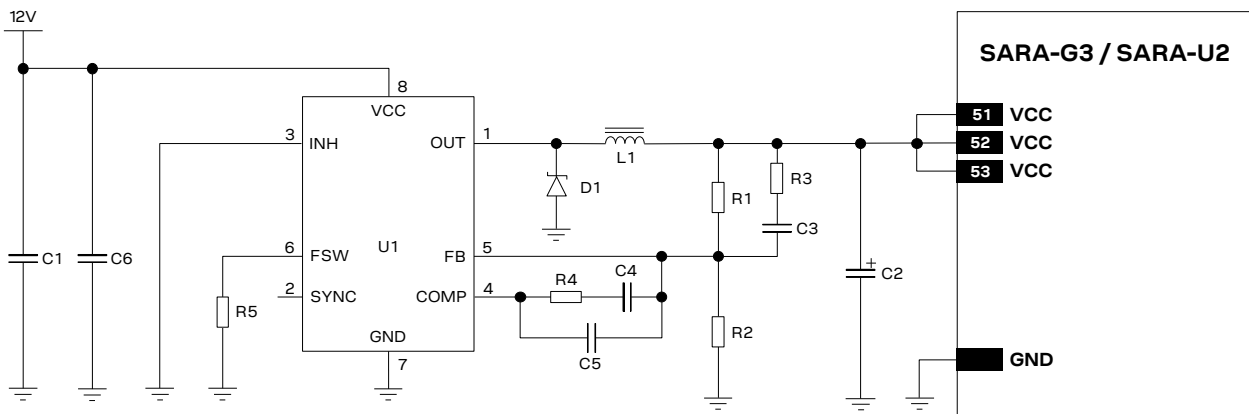 12V
SARA-G3 / SARA-U2
8
VCC
51 VCC
3 INH
OUT 1
52 VCC
L1
53 VCC
D1
R1
R3
C3
U1
C1
C6
6 FSW
FB 5
R4
C4
C2
2 SYNC
COMP 4
R5
R2
GND
C5
7
GND